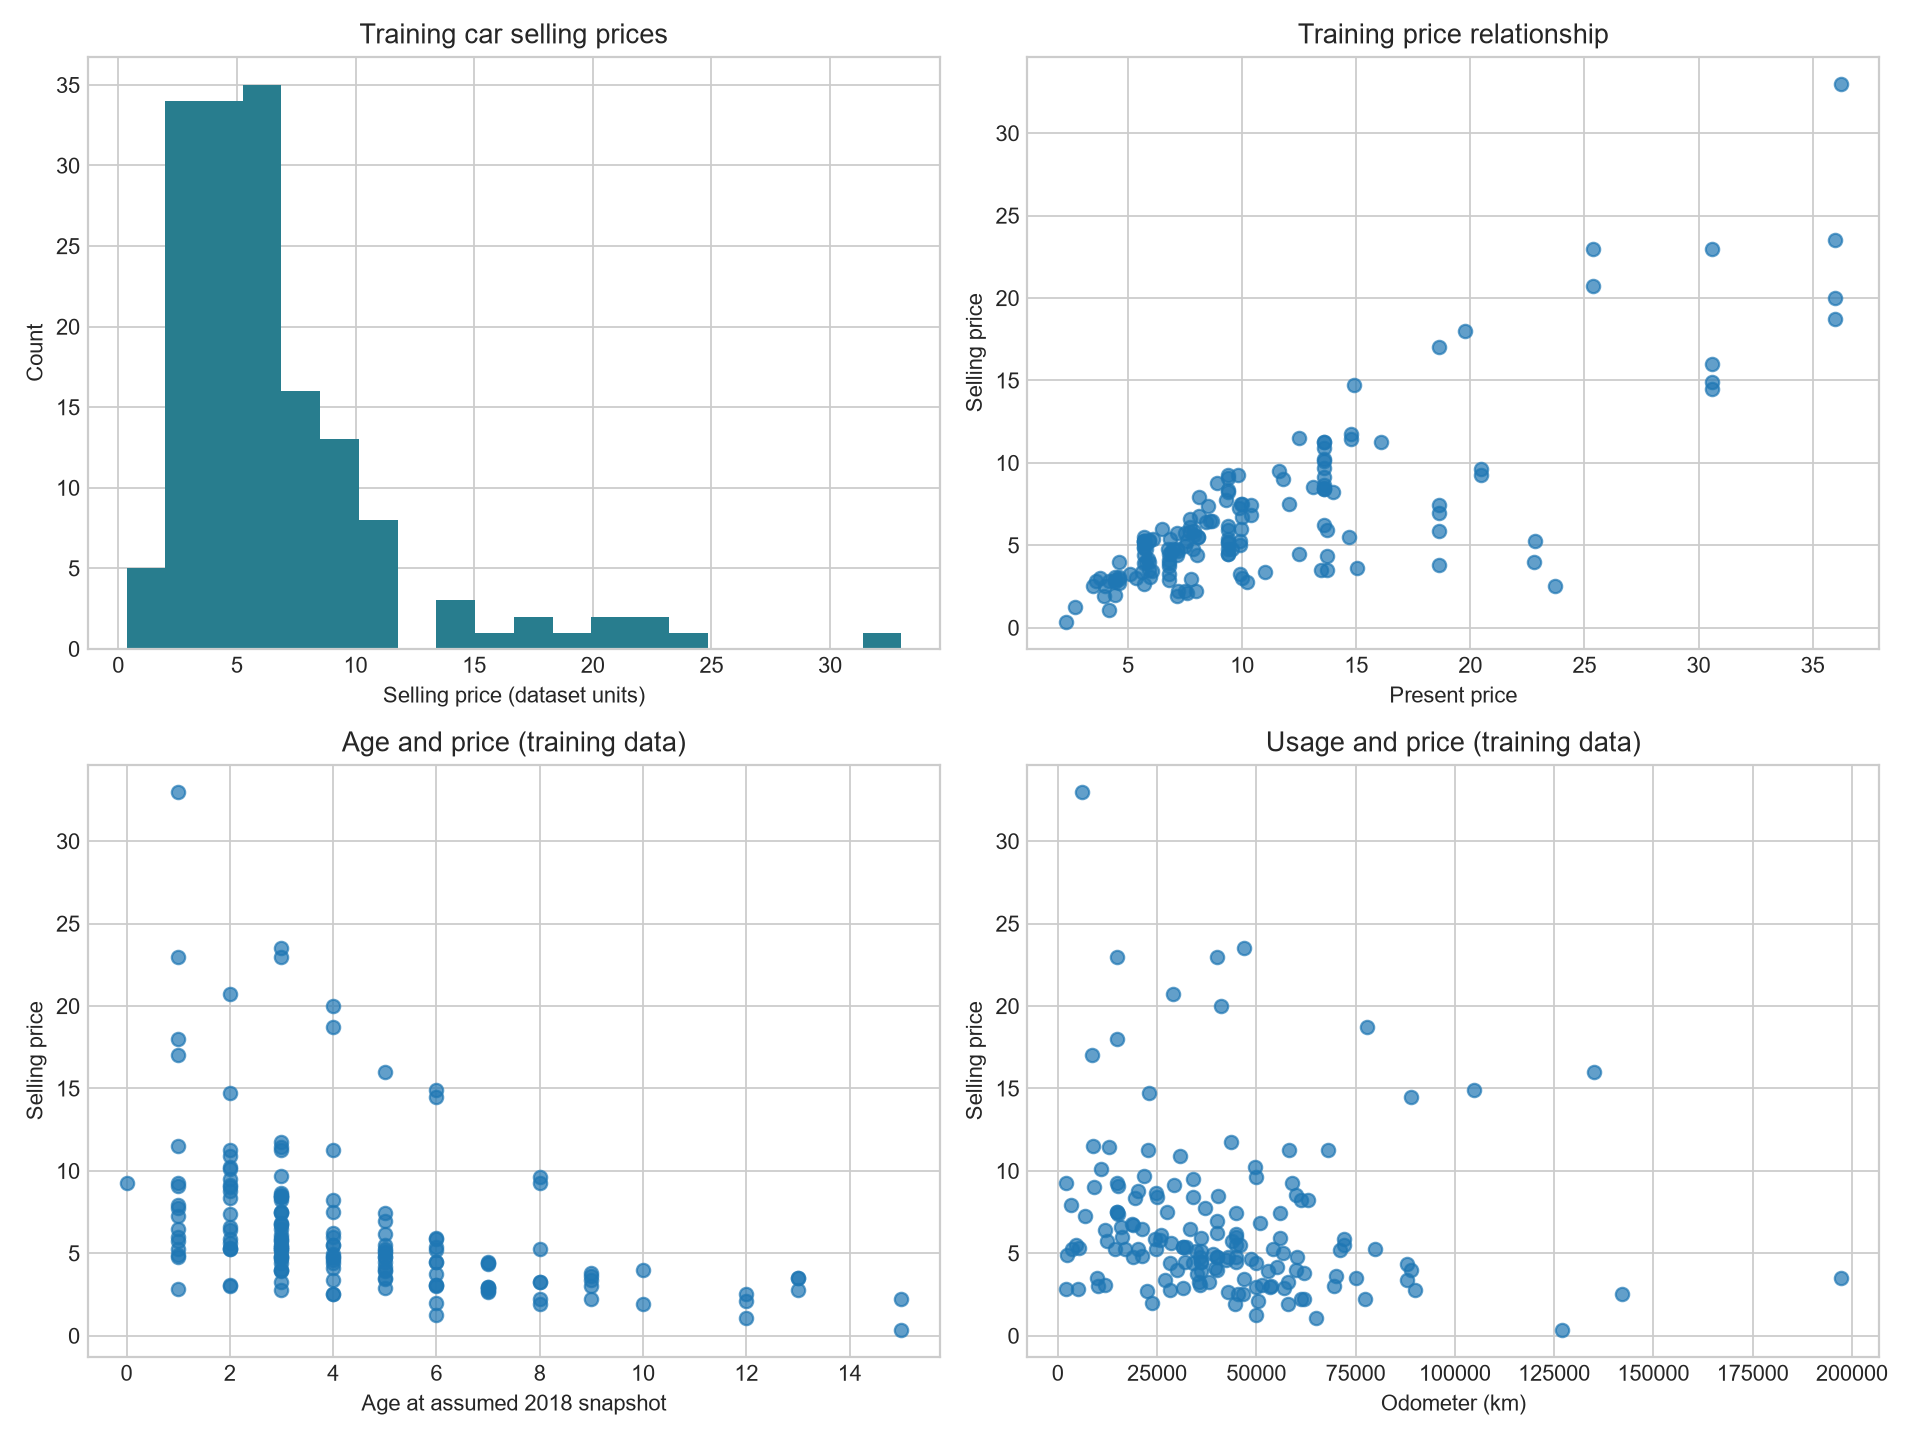 Training car selling prices
35
30
25
20
15
10
5
0
Count
0 5 10 15 20 25 30
Selling price (dataset units)
Training price relationship
30
25
20
15
10
5
0
Selling price
5 10 15 20 25 30 35
Present price
Age and price (training data)
30
25
20
15
10
5
0
Selling price
0 2 4 6 8 10 12 14
Age at assumed 2018 snapshot
Usage and price (training data)
30
25
20
15
10
5
0
Selling price
0 25000 50000 75000 100000 125000 150000 175000 200000
Odometer (km)